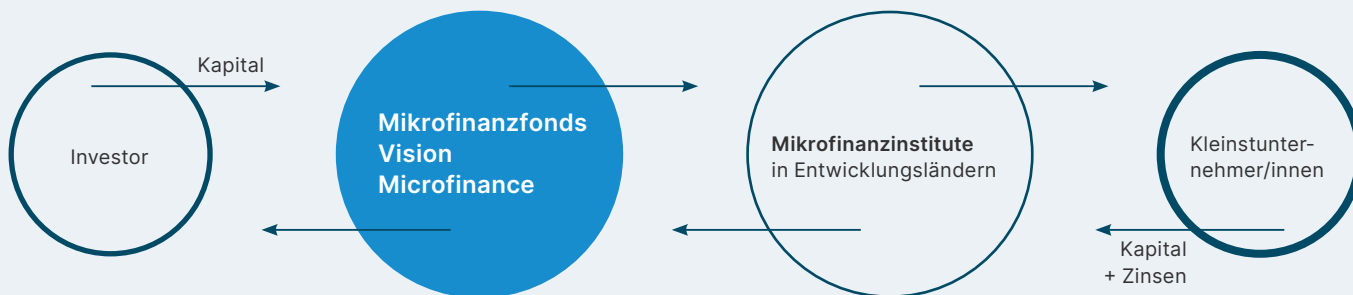 Kapital
Investor
Mikrofinanzfonds
Vision
Microfinance
Mikrofinanzinstitute
in Entwicklungsländern
Kleinstunter-
nehmer/innen
Kapital
+ Zinsen